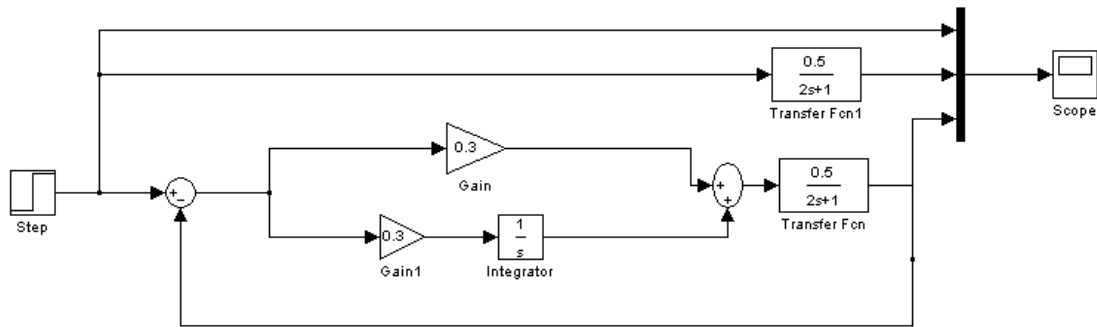 0.5
2s+1
Transfer Fcn1
Scope
0.3
Gain
+
−
+
+
0.5
2s+1
Transfer Fcn
Step
0.3
Gain1
1
s
Integrator